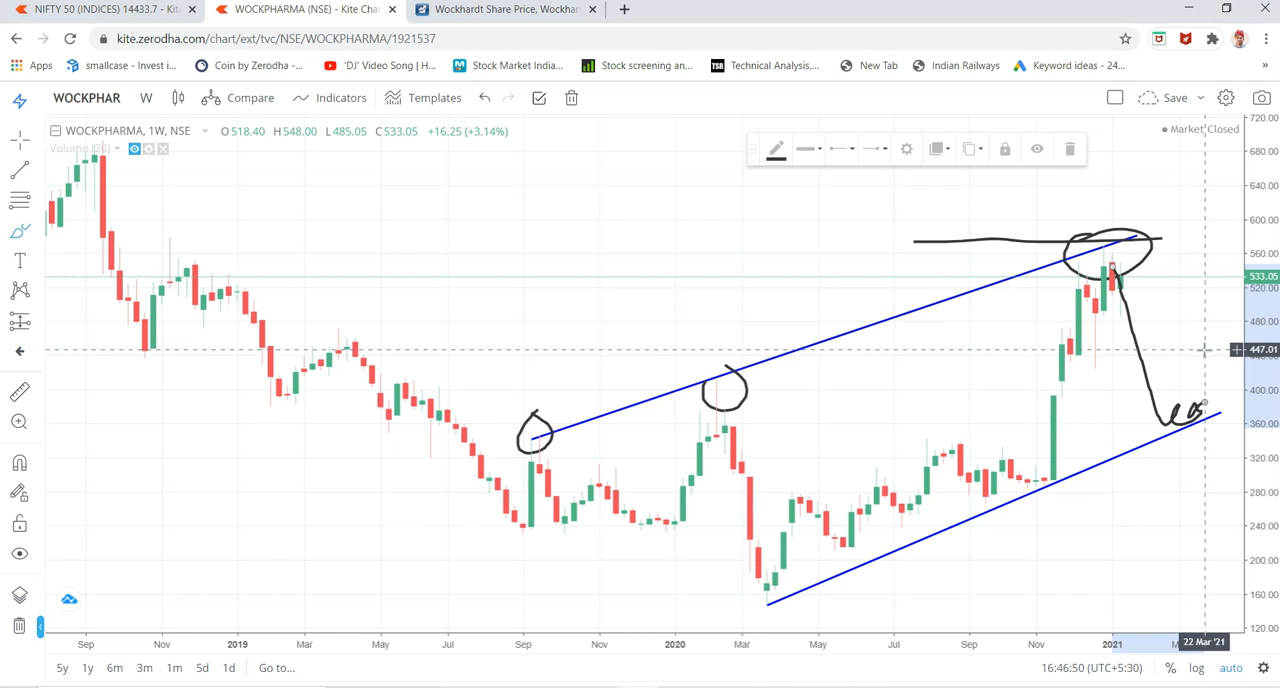 NIFTY 50 (INDICES) 14433.7 - Kit
WOCKPHARMA (NSE) - Kite Cha
Wockhardt Share Price, Wockhar
kite.zerodha.com/chart/ext/tvc/NSE/WOCKPHARMA/1921537
Apps smallcase - Invest i... Coin by Zerodha -... 'DJ' Video Song | H... Stock Market India... Stock screening an... TSR Technical Analysis,... New Tab Indian Railways Keyword ideas - 24... »
WOCKPHAR W Compare Indicators Templates Save
WOCKPHARMA, 1W, NSE O518.40 H548.00 L485.05 C533.05 +16.25 (+3.14%)
Market Closed
Volume (20)
720.00
680.00
640.00
600.00
560.00
533.05
520.00
480.00
447.01
440.00
400.00
360.00
320.00
280.00
240.00
200.00
160.00
120.00
Sep Nov 2019 Mar May Jul Sep Nov 2020 Mar May Jul Sep Nov 2021 22 Mar '21
5y 1y 6m 3m 1m 5d 1d Go to... 16:46:50 (UTC+5:30) % log auto